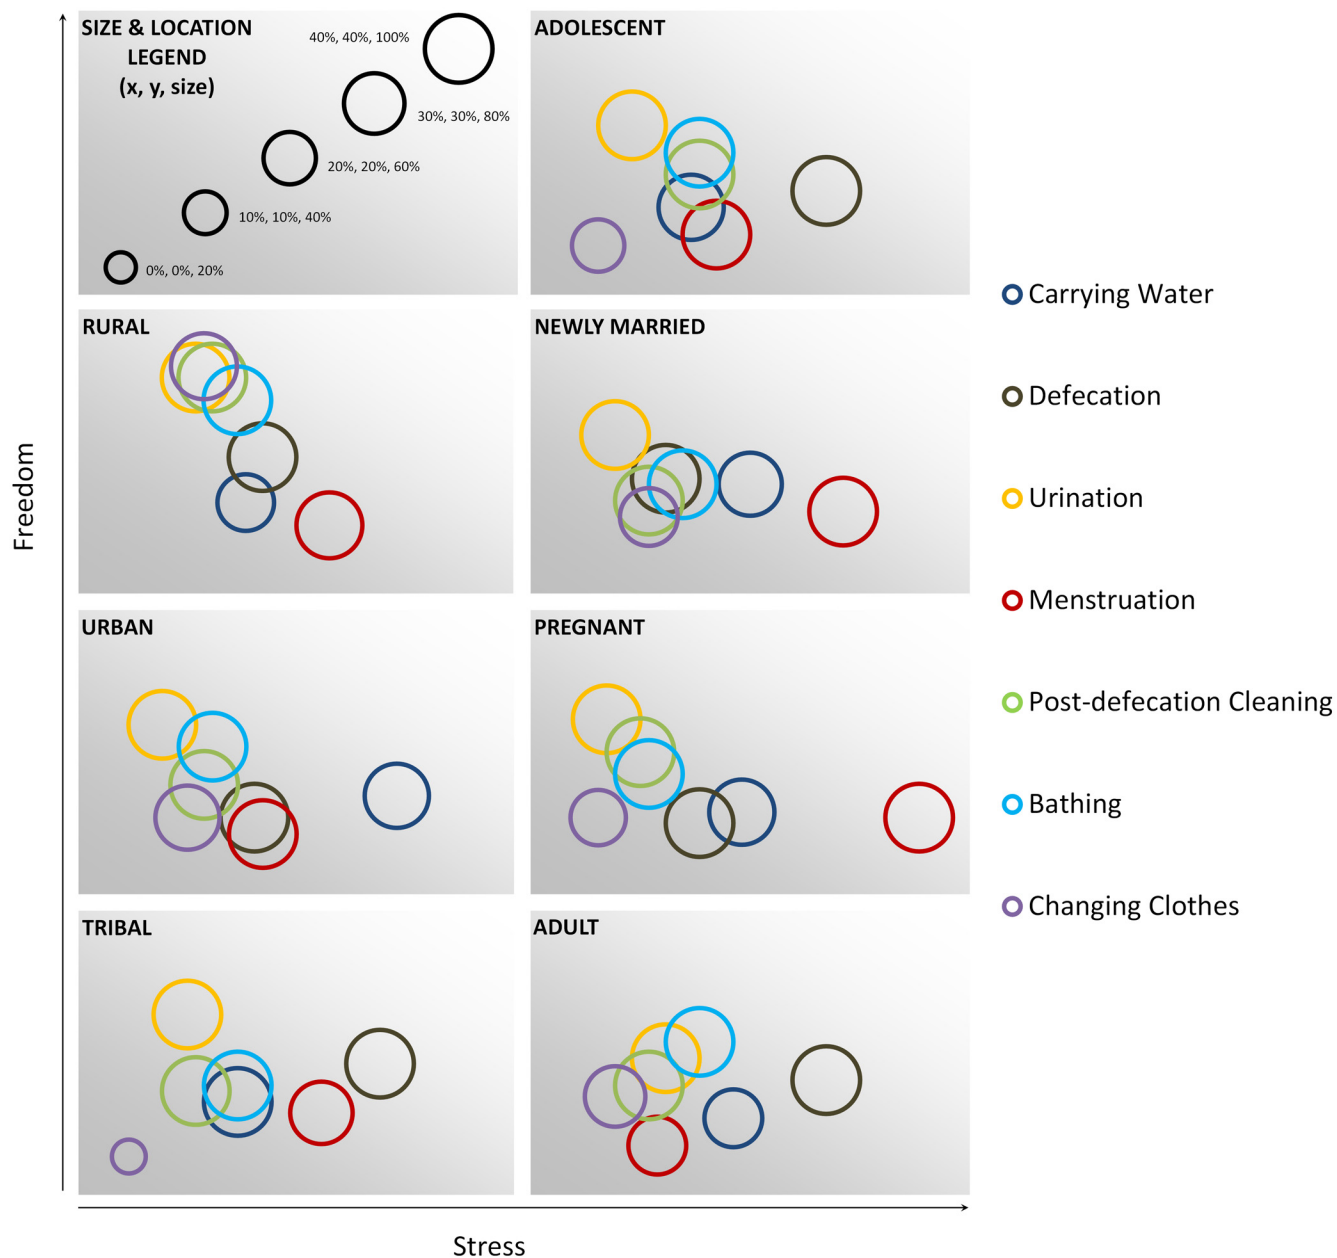 SIZE & LOCATION
LEGEND
(x, y, size)
40%, 40%, 100%
30%, 30%, 80%
20%, 20%, 60%
10%, 10%, 40%
0%, 0%, 20%
ADOLESCENT
RURAL
NEWLY MARRIED
URBAN
PREGNANT
TRIBAL
ADULT
Freedom
Stress
Carrying Water
Defecation
Urination
Menstruation
Post-defecation Cleaning
Bathing
Changing Clothes